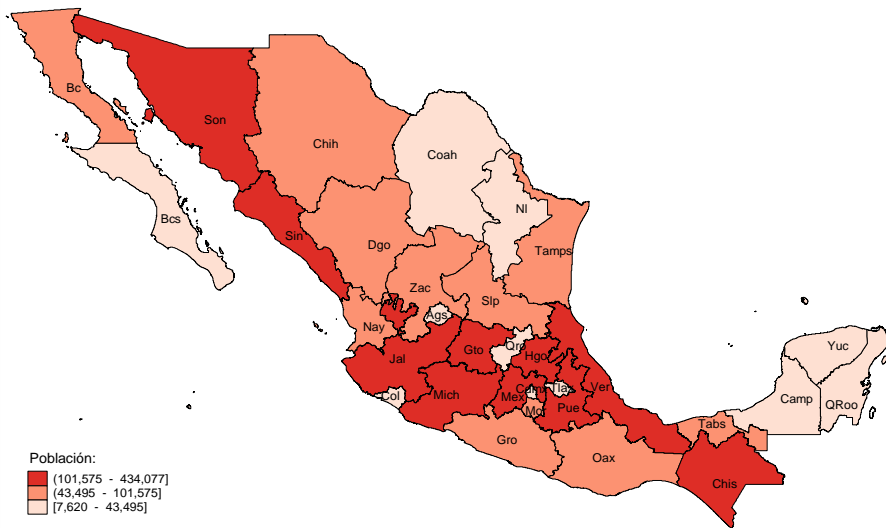 Bc
Son
Chih
Coah
Bcs
Nl
Sin
Dgo
Tamps
Zac
Slp
Ags
Nay
Yuc
Gto
Qro
Hgo
Jal
Col
Mich
Mex
Cdmx
Tlax
Ver
Mor
Pue
Camp
QRoo
Tabs
Gro
Oax
Chis
Población:
(101,575 - 434,077]
(43,495 - 101,575]
[7,620 - 43,495]